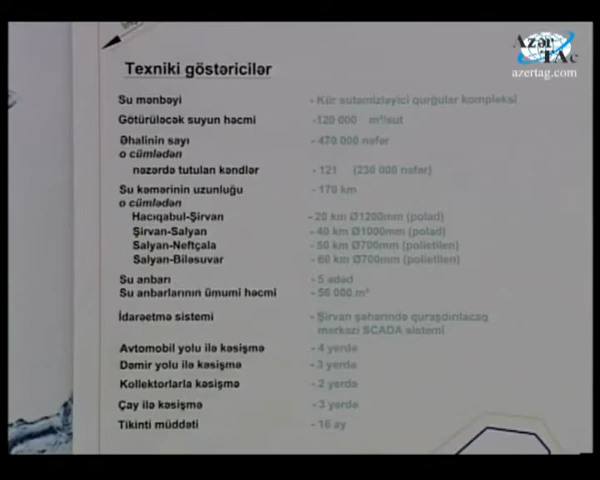 Azər
TAc
azertag.com
Texniki göstəricilər
Su mənbəyi - Kür sutəmizləyici qurğular kompleksi
Götürüləcək suyun həcmi -120 000 m³/sut
Əhalinin sayı - 470 000 nəfər
o cümlədən
nəzərdə tutulan kəndlər - 121 (230 000 nəfər)
Su kəmərinin uzunluğu - 170 km
o cümlədən
Hacıqabul-Şirvan - 20 km Ø1200mm (polad)
Şirvan-Salyan - 40 km Ø1000mm (polad)
Salyan-Neftçala - 50 km Ø700mm (polietilen)
Salyan-Biləsuvar - 60 km Ø700mm (polietilen)
Su anbarı - 5 ədəd
Su anbarlarının ümumi həcmi - 56 000 m³
İdarəetmə sistemi - Şirvan şəhərində quraşdırılacaq
mərkəzi SCADA sistemi
Avtomobil yolu ilə kəsişmə - 4 yerdə
Dəmir yolu ilə kəsişmə - 3 yerdə
Kollektorlarla kəsişmə - 2 yerdə
Çay ilə kəsişmə - 3 yerdə
Tikinti müddəti - 16 ay